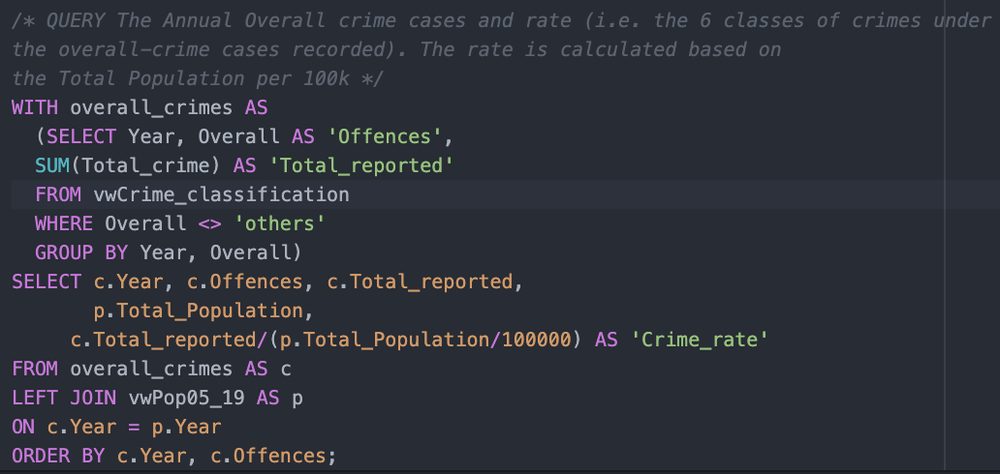 /* QUERY The Annual Overall crime cases and rate (i.e. the 6 classes of crimes under
the overall-crime cases recorded). The rate is calculated based on
the Total Population per 100k */
WITH overall_crimes AS
(SELECT Year, Overall AS 'Offences',
SUM(Total_crime) AS 'Total_reported'
FROM vwCrime_classification
WHERE Overall <> 'others'
GROUP BY Year, Overall)
SELECT c.Year, c.Offences, c.Total_reported,
p.Total_Population,
c.Total_reported/(p.Total_Population/100000) AS 'Crime_rate'
FROM overall_crimes AS c
LEFT JOIN vwPop05_19 AS p
ON c.Year = p.Year
ORDER BY c.Year, c.Offences;